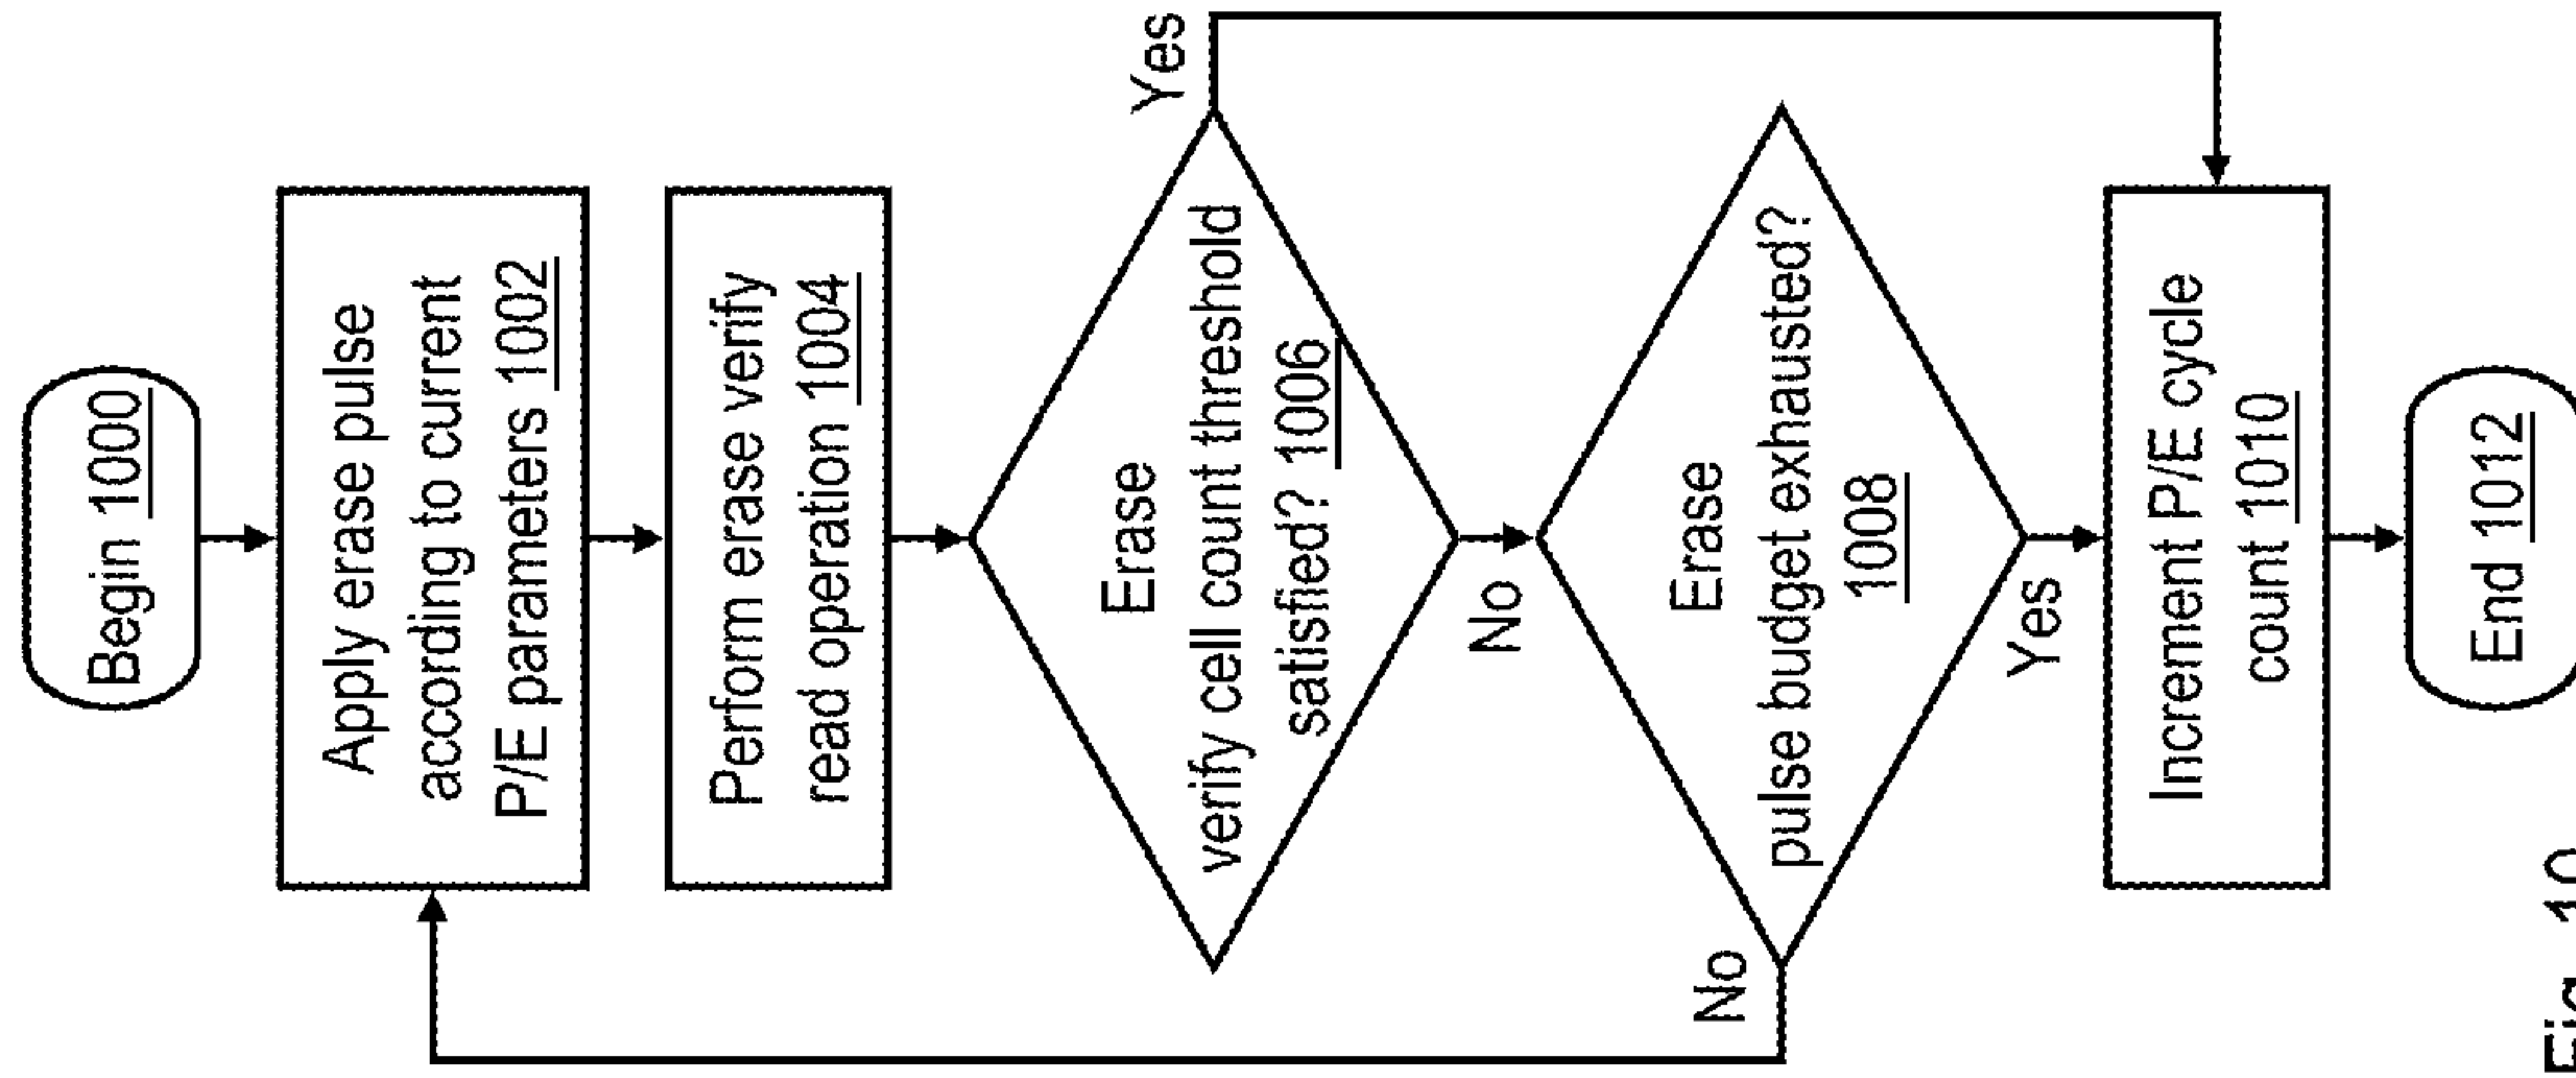 Begin 1000
Apply erase pulse
according to current
P/E parameters 1002
Perform erase verify
read operation 1004
Erase
verify cell count threshold
satisfied? 1006
Yes
No
Erase
pulse budget exhausted?
1008
No
Yes
Increment P/E cycle
count 1010
End 1012
Fig. 10